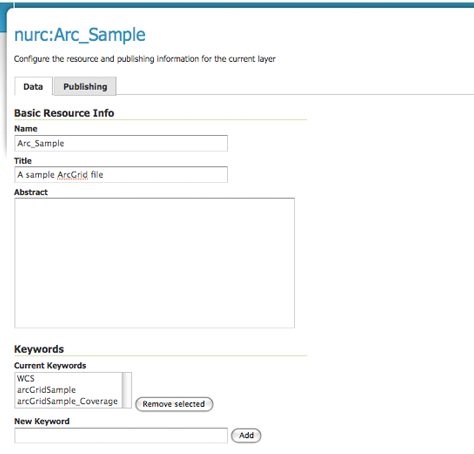 nurc:Arc_Sample
Configure the resource and publishing information for the current layer
Data Publishing
Basic Resource Info
Name
Arc_Sample
Title
A sample ArcGrid file
Abstract
Keywords
Current Keywords
WCS
arcGridSample
arcGridSample_Coverage
Remove selected
New Keyword
Add